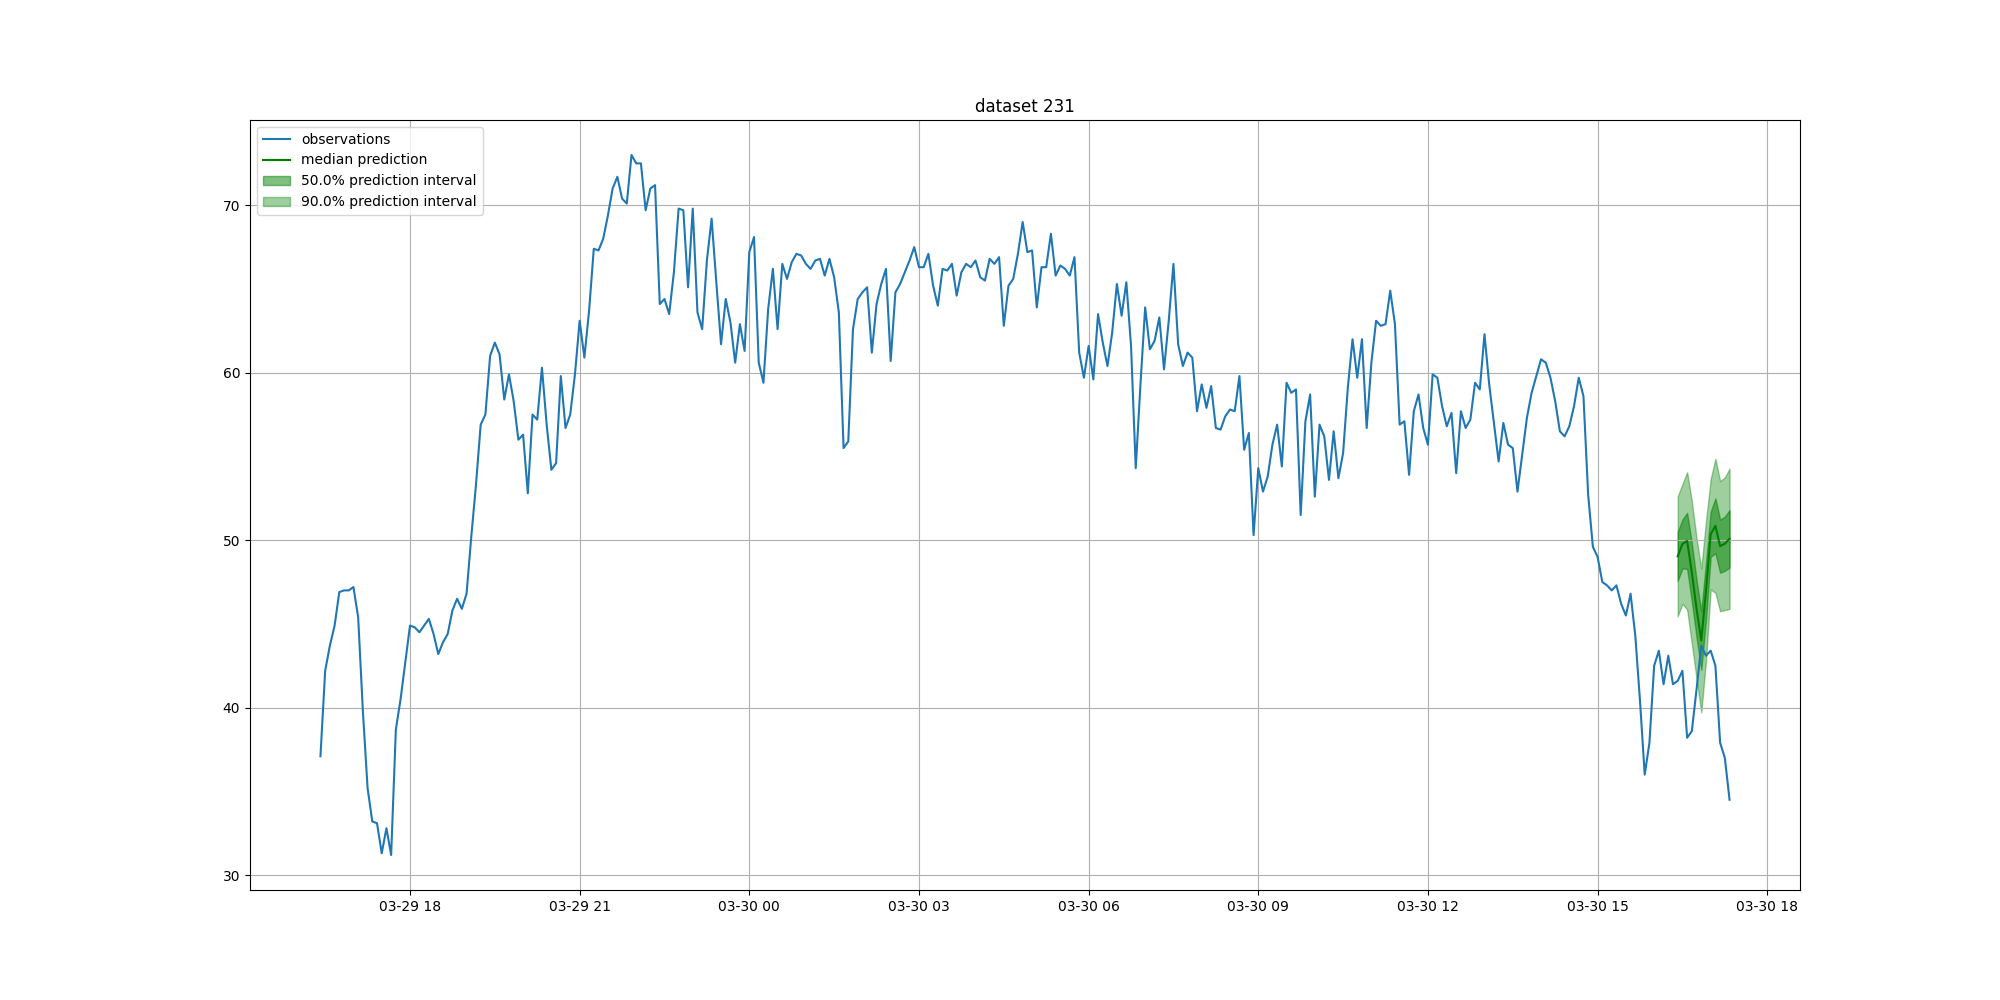 dataset 231
observations
median prediction
50.0% prediction interval
90.0% prediction interval
70
60
50
40
30
03-29 18
03-29 21
03-30 00
03-30 03
03-30 06
03-30 09
03-30 12
03-30 15
03-30 18